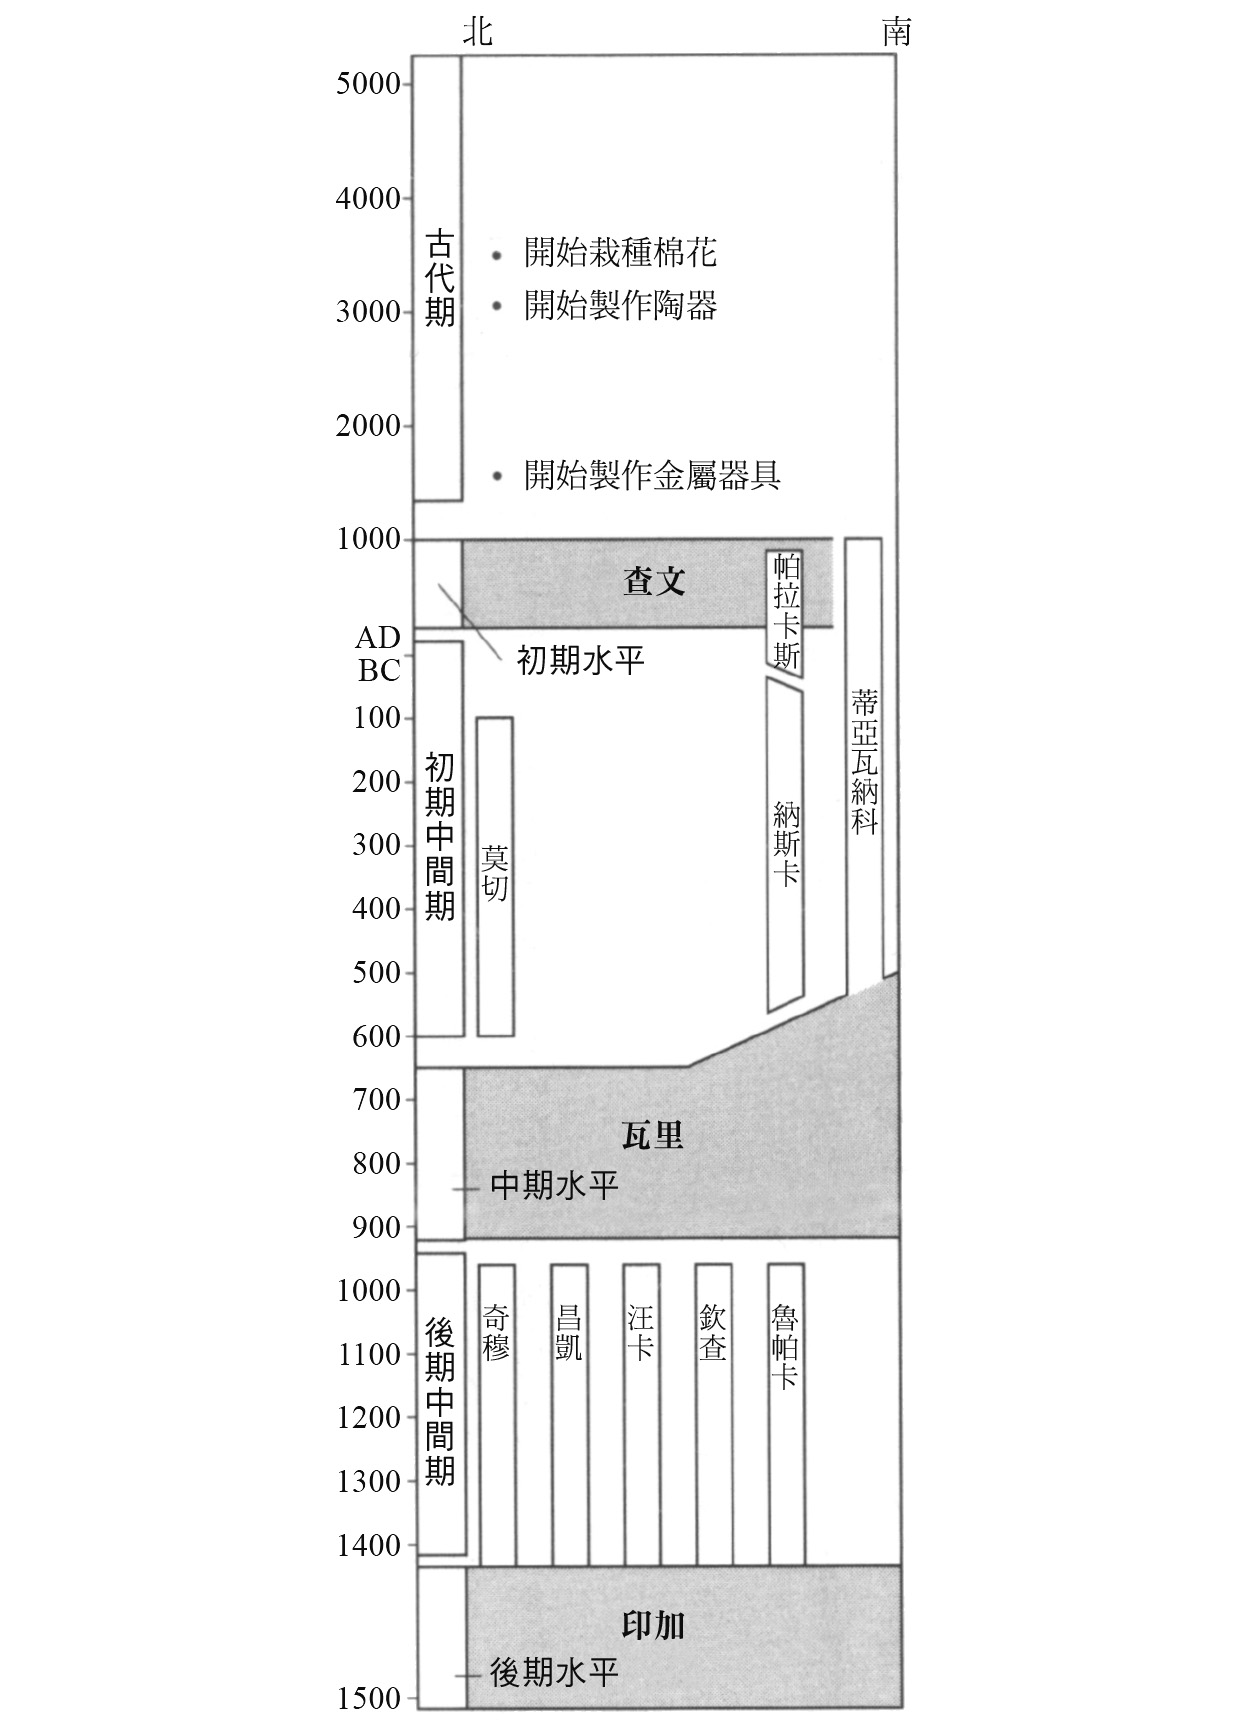 北
南
5000
4000
古代期
開始栽種棉花
開始製作陶器
3000
2000
開始製作金屬器具
1000
查文
帕拉卡斯
AD
BC
初期水平
蒂亞瓦納科
100
200
初期中間期
300
莫切
納斯卡
400
500
600
700
瓦里
800
中期水平
900
1000
奇穆
昌凱
汪卡
欽查
魯帕卡
後期中間期
1100
1200
1300
1400
印加
後期水平
1500